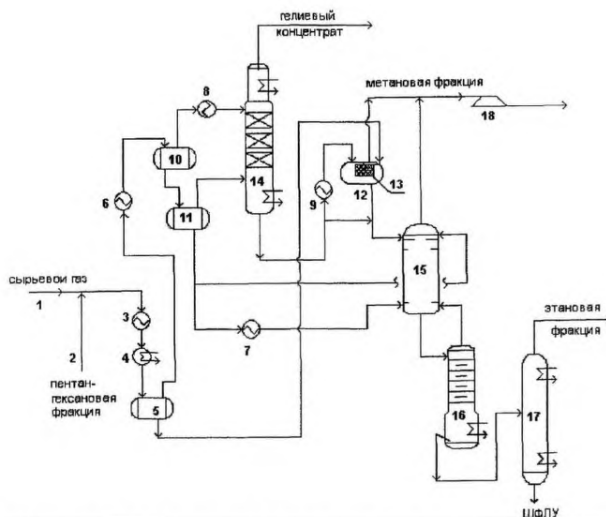 гелиевый
концентрат
метановая фракция
8
18
10
6
14
13
9
12
11
сырьевой газ
15
1
3
7
этановая
фракция
2
4
пентан-
гексановая
фракция
5
16
17
ШФЛУ